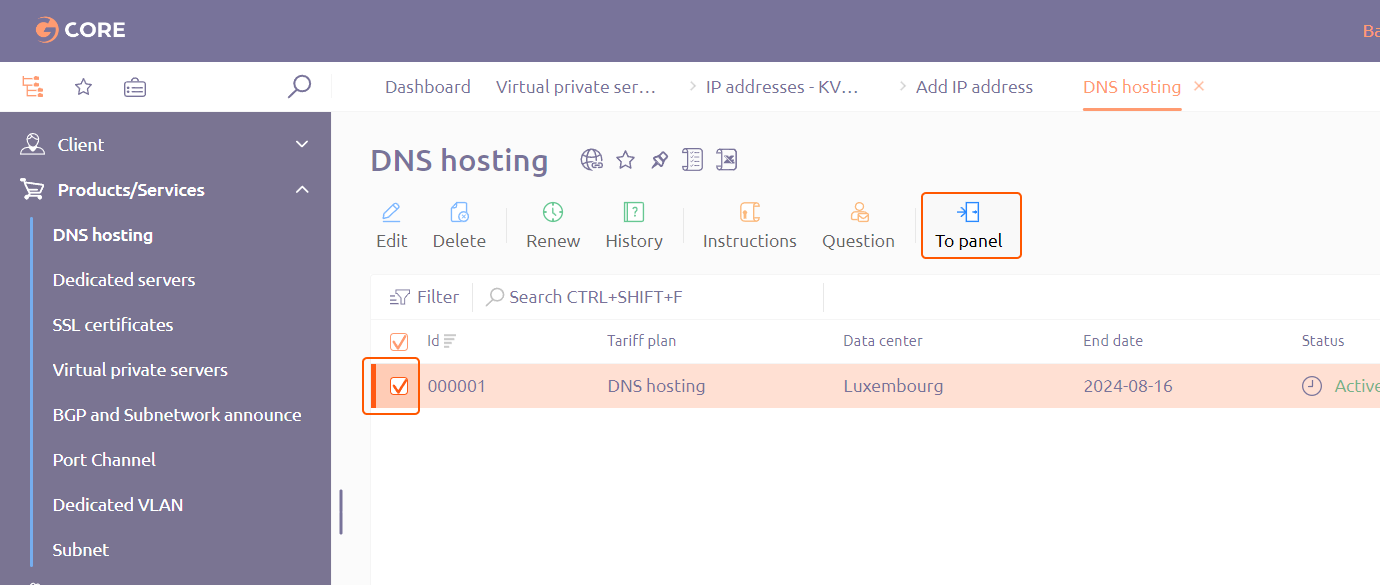 CORE
Ba
Dashboard Virtual private ser... IP addresses - KV... Add IP address DNS hosting
Client
Products/Services
DNS hosting
Dedicated servers
SSL certificates
Virtual private servers
BGP and Subnetwork announce
Port Channel
Dedicated VLAN
Subnet
DNS hosting
Edit Delete Renew History Instructions Question To panel
Filter Search CTRL+SHIFT+F
Id Tariff plan Data center End date Status
000001 DNS hosting Luxembourg 2024-08-16 Active